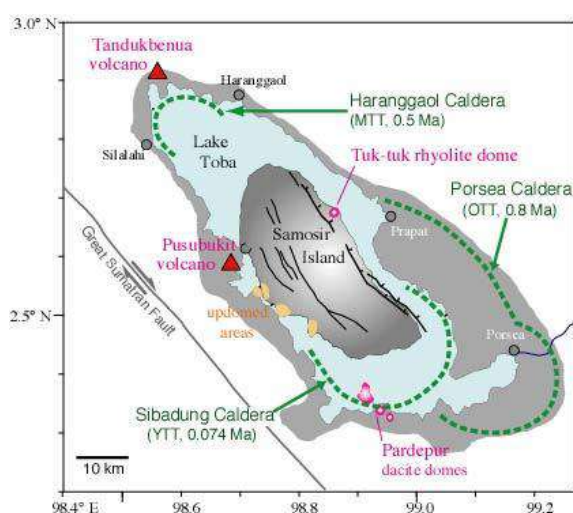 3.0° N
Tandukbenua
volcano
Haranggaol
Haranggaol Caldera
(MTT, 0.5 Ma)
Lake
Toba
Silalahi
Tuk-tuk rhyolite dome
Porsea Caldera
(OTT, 0.8 Ma)
Prapat
Samosir
Island
Pusubukit
volcano
Great Sumatran Fault
2.5°
updomed
areas
Porsea
Sibadung Caldera
(YTT, 0.074 Ma)
Pardepur
dacite domes
10 km
98.4° E
98.6
98.8
99.0
99.2